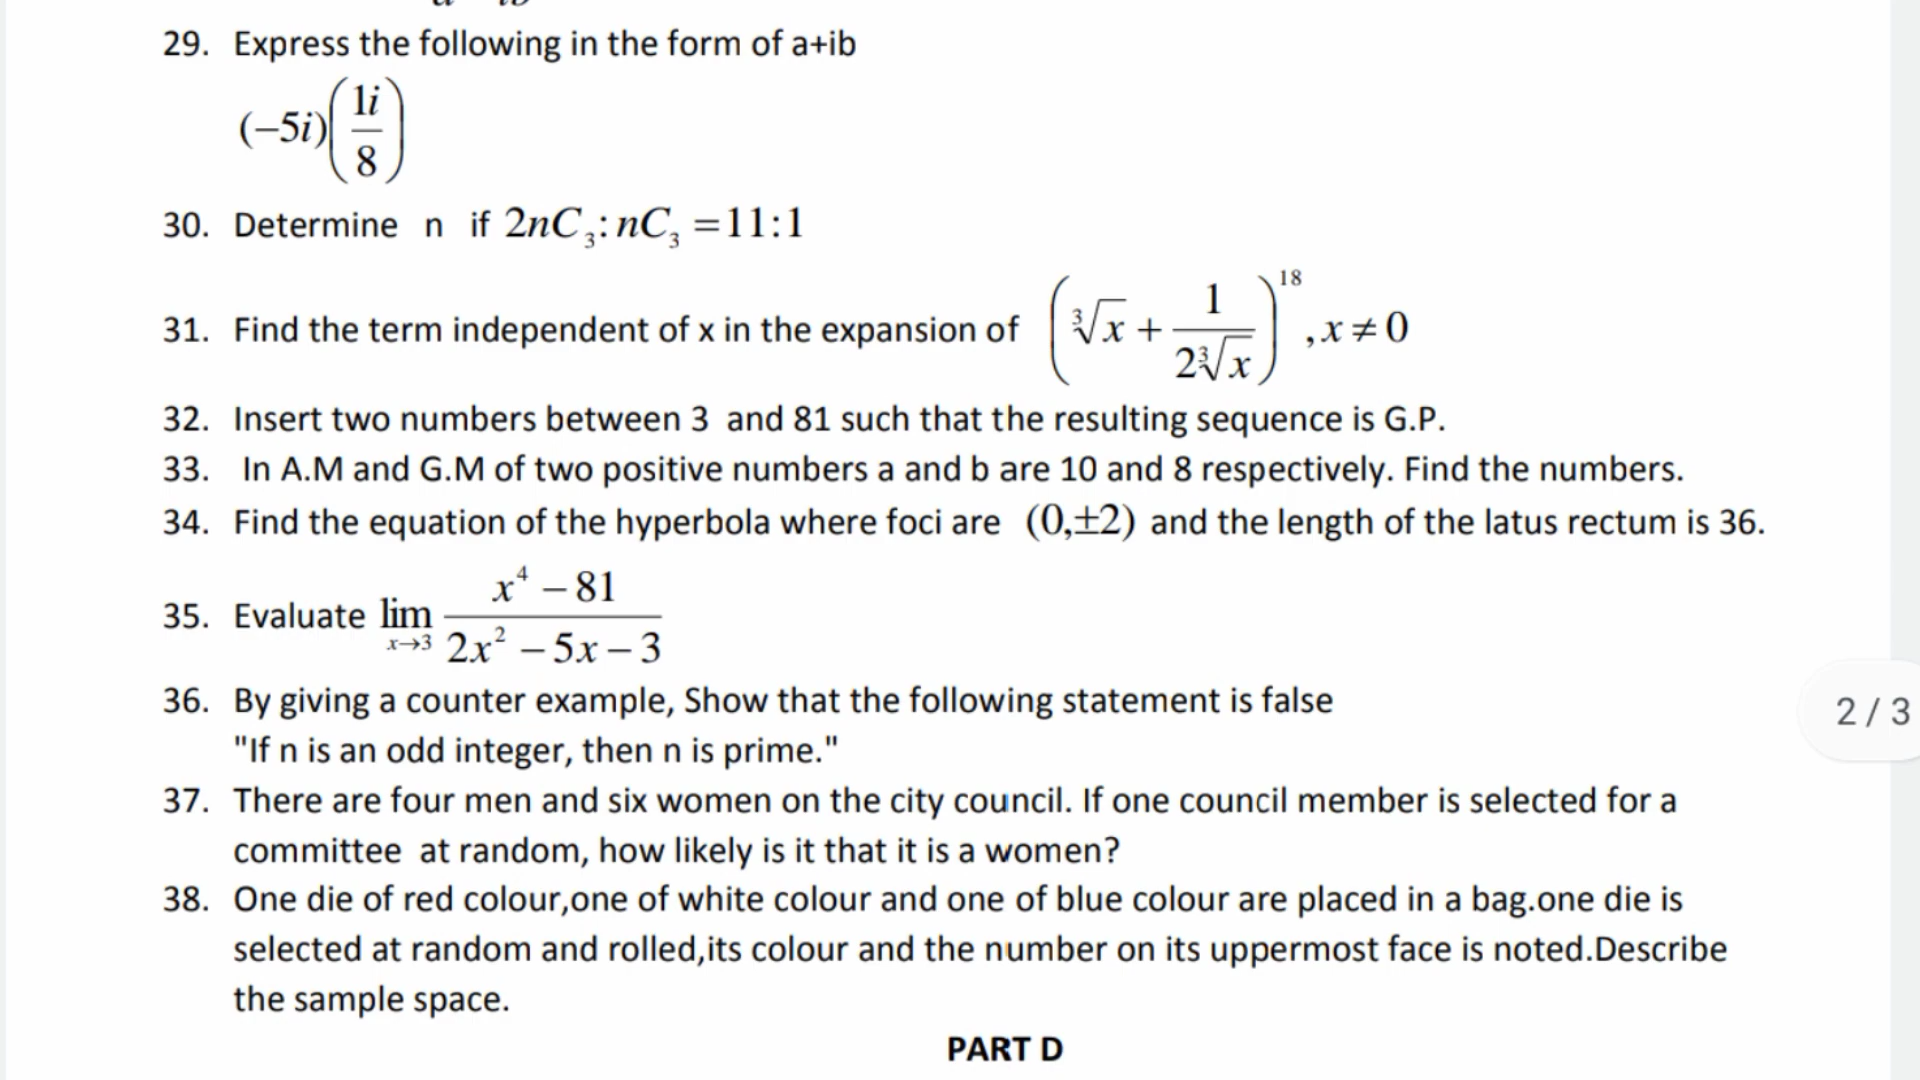 29. Express the following in the form of a+ib
(−5i)(1i/8)
30. Determine n if 2nC₃: nC₃ =11:1
31. Find the term independent of x in the expansion of (∛x + 1/(2∛x))¹⁸ , x ≠ 0
32. Insert two numbers between 3 and 81 such that the resulting sequence is G.P.
33. In A.M and G.M of two positive numbers a and b are 10 and 8 respectively. Find the numbers.
34. Find the equation of the hyperbola where foci are (0,±2) and the length of the latus rectum is 36.
35. Evaluate lim x→3 (x⁴ − 81)/(2x² − 5x − 3)
36. By giving a counter example, Show that the following statement is false
"If n is an odd integer, then n is prime."
2 / 3
37. There are four men and six women on the city council. If one council member is selected for a
committee at random, how likely is it that it is a women?
38. One die of red colour,one of white colour and one of blue colour are placed in a bag.one die is
selected at random and rolled,its colour and the number on its uppermost face is noted.Describe
the sample space.
PART D